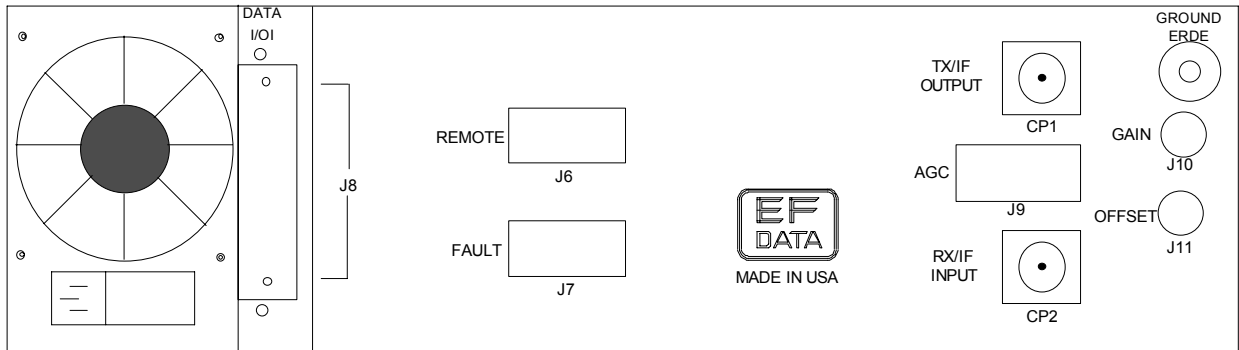 DATA
I/OI
J8
REMOTE
J6
FAULT
J7
EF
DATA
MADE IN USA
TX/IF
OUTPUT
CP1
AGC
J9
RX/IF
INPUT
CP2
GROUND
ERDE
GAIN
J10
OFFSET
J11